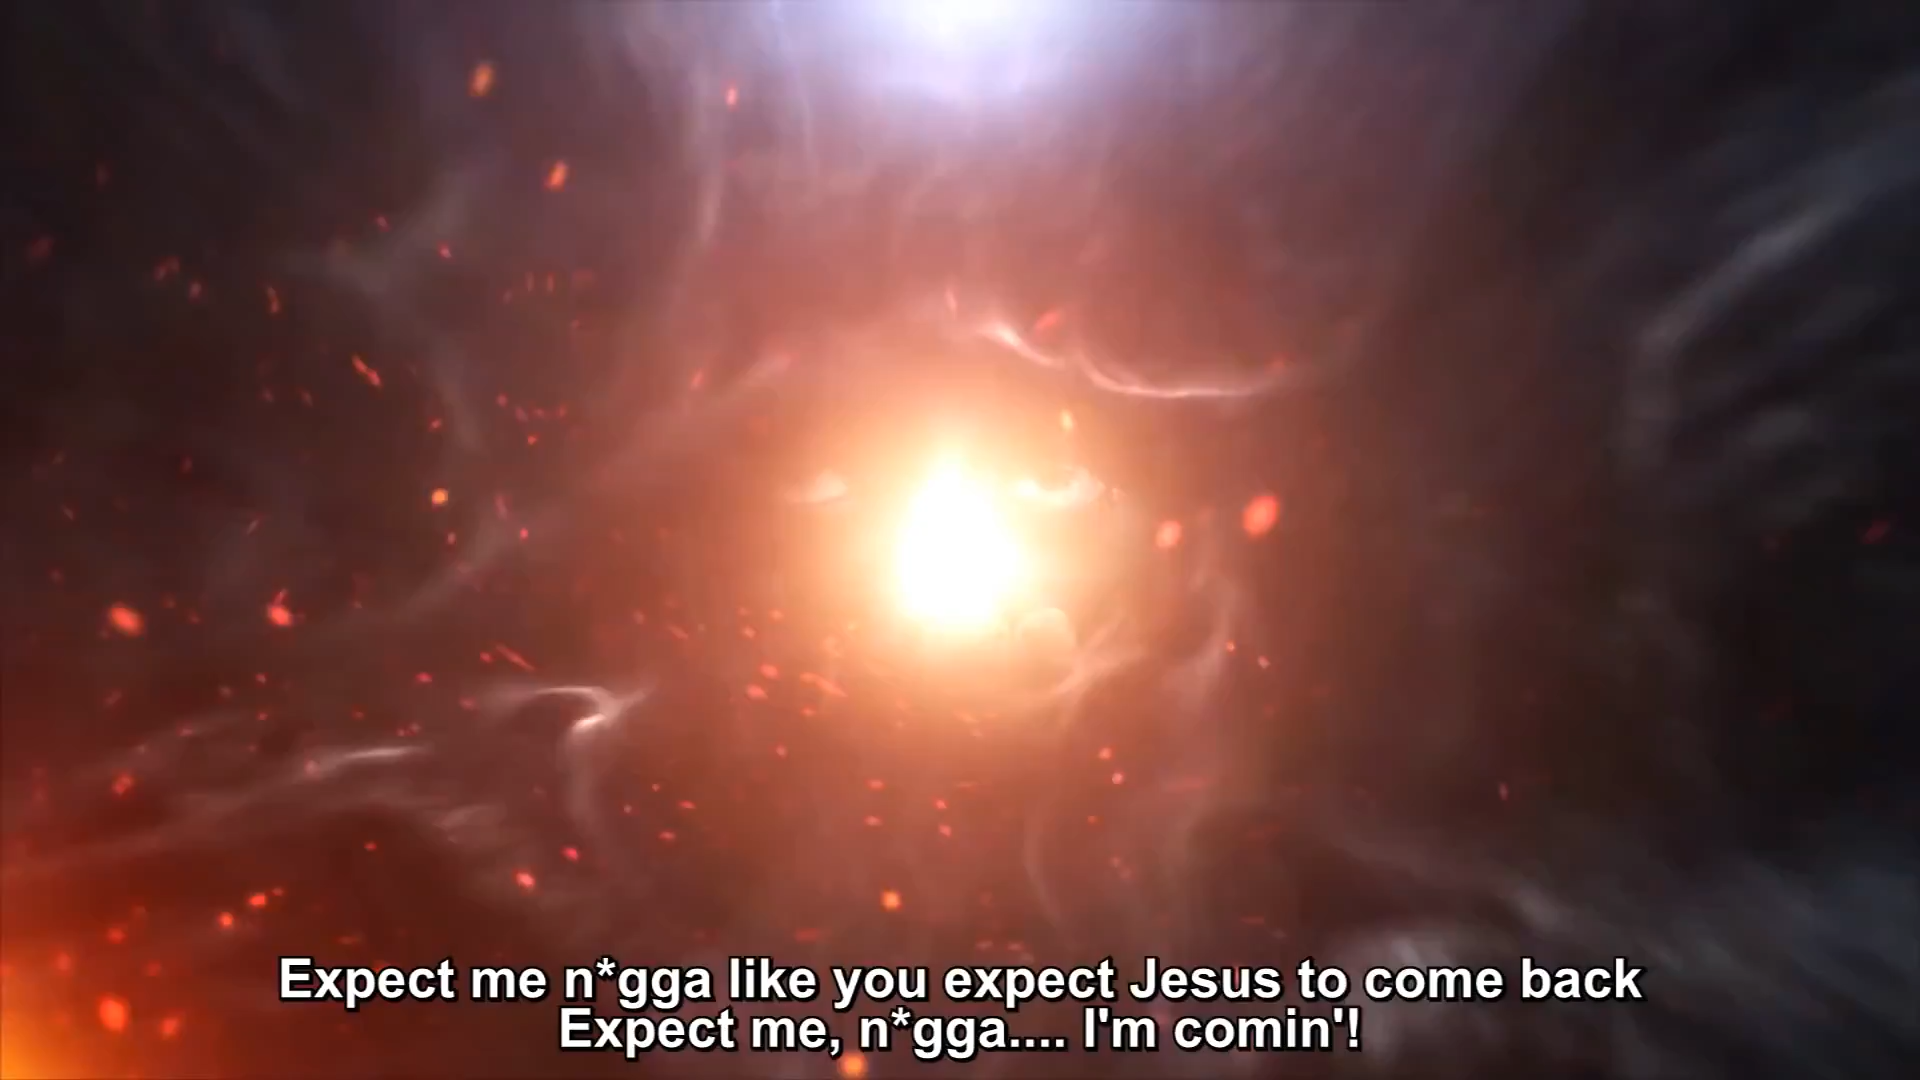 Expect me n*gga like you expect Jesus to come back
Expect me, n*gga.... I'm comin'!